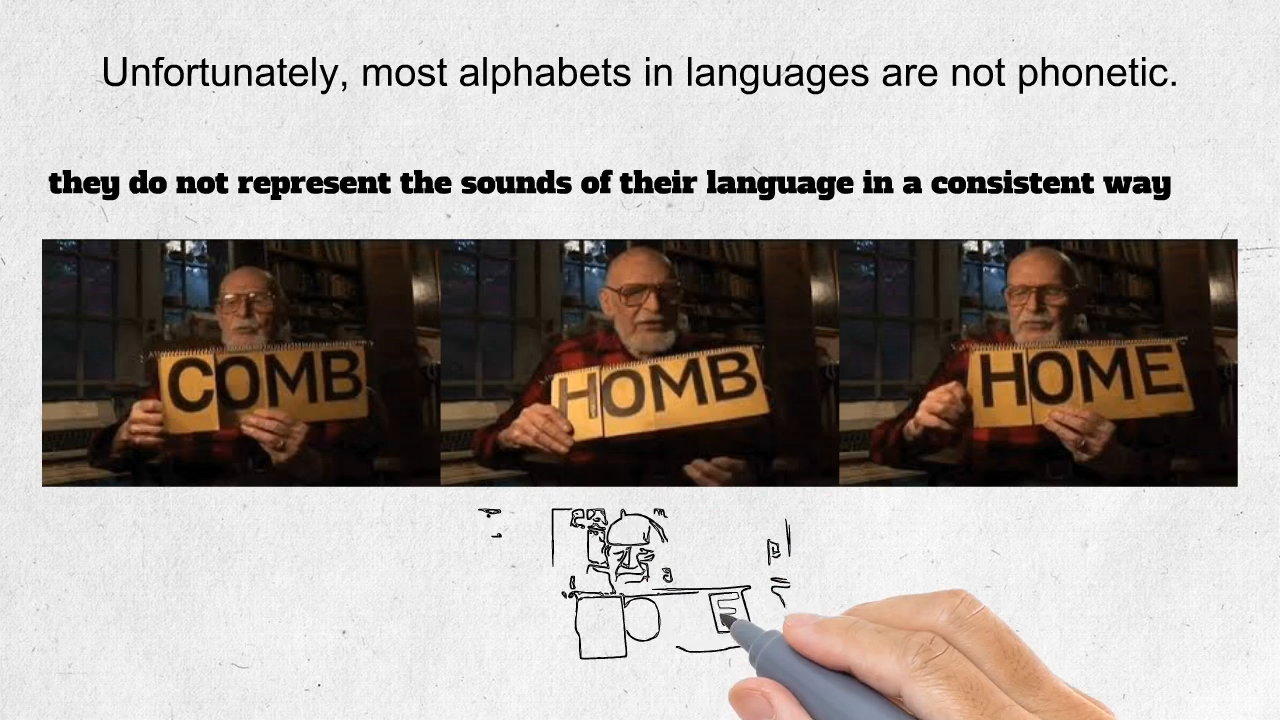 Unfortunately, most alphabets in languages are not phonetic.
they do not represent the sounds of their language in a consistent way
COMB
HOMB
HOME
E